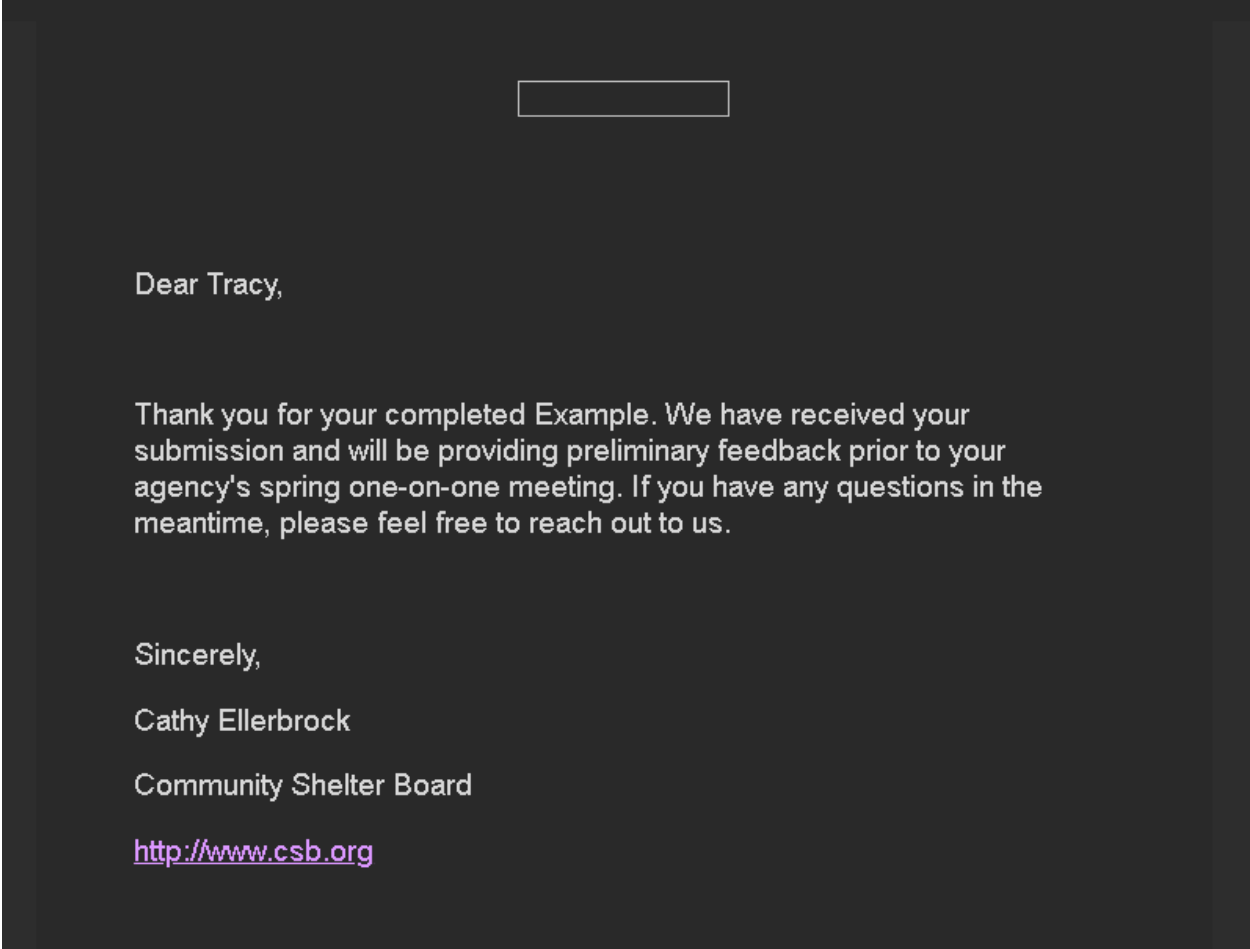 Dear Tracy,
Thank you for your completed Example. We have received your
submission and will be providing preliminary feedback prior to your
agency's spring one-on-one meeting. If you have any questions in the
meantime, please feel free to reach out to us.
Sincerely,
Cathy Ellerbrock
Community Shelter Board
http://www.csb.org